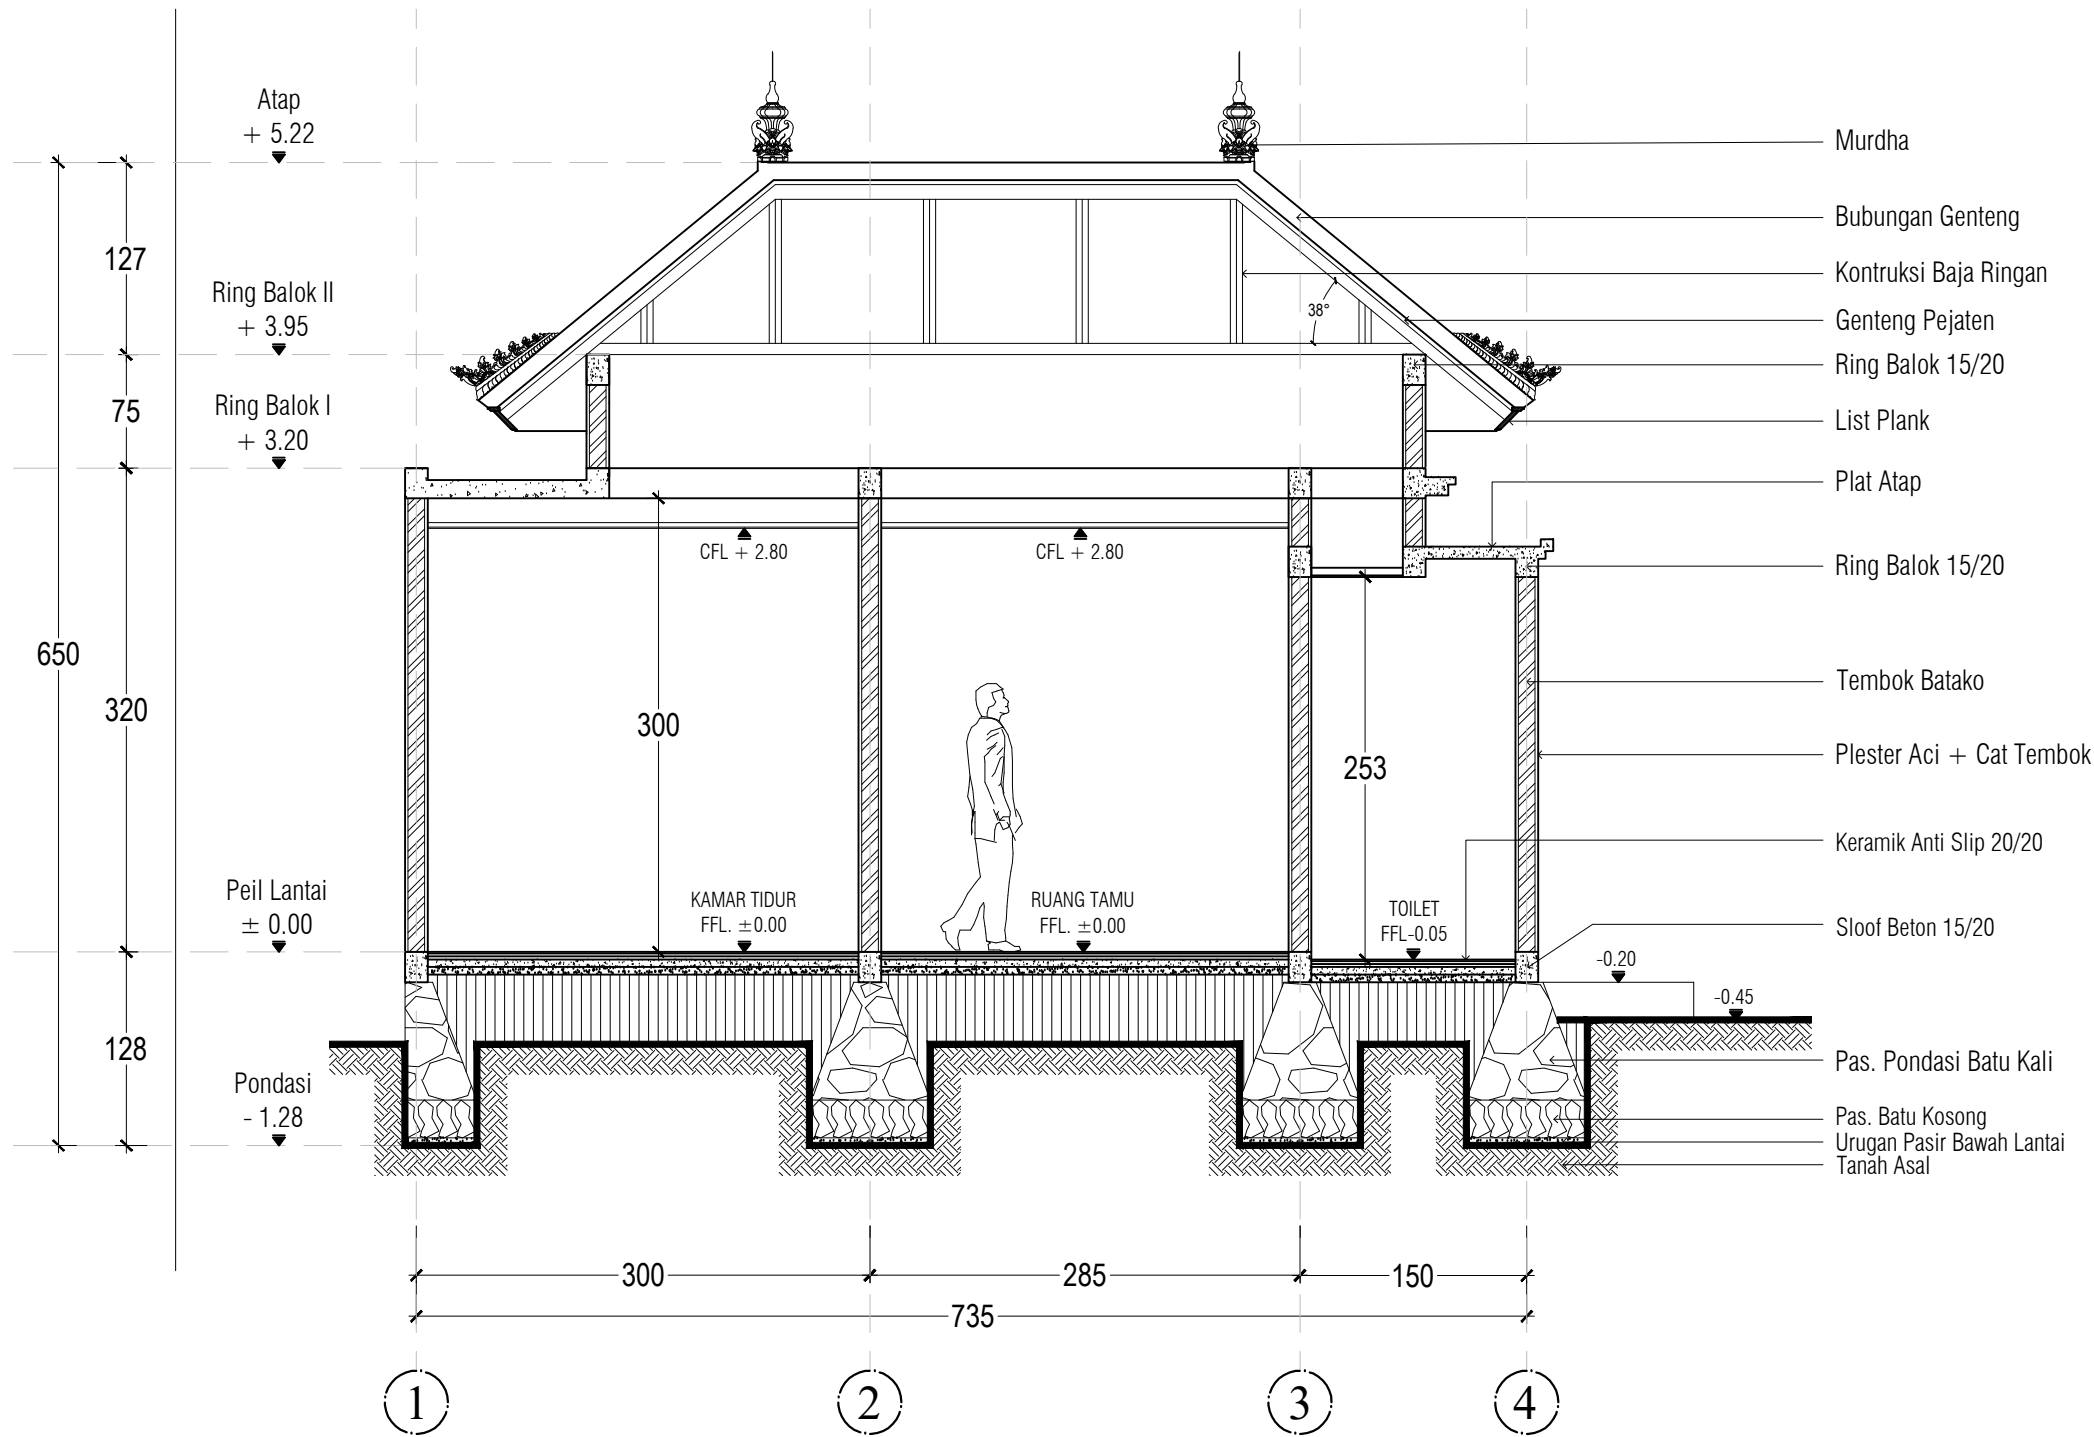 Atap
+ 5.22
127
Ring Balok II
+ 3.95
75
Ring Balok I
+ 3.20
650
320
Peil Lantai
± 0.00
128
Pondasi
- 1.28
38°
CFL + 2.80
CFL + 2.80
300
253
KAMAR TIDUR
FFL. ±0.00
RUANG TAMU
FFL. ±0.00
TOILET
FFL-0.05
-0.20
-0.45
Murdha
Bubungan Genteng
Kontruksi Baja Ringan
Genteng Pejaten
Ring Balok 15/20
List Plank
Plat Atap
Ring Balok 15/20
Tembok Batako
Plester Aci + Cat Tembok
Keramik Anti Slip 20/20
Sloof Beton 15/20
Pas. Pondasi Batu Kali
Pas. Batu Kosong
Urugan Pasir Bawah Lantai
Tanah Asal
300
285
150
735
1
2
3
4